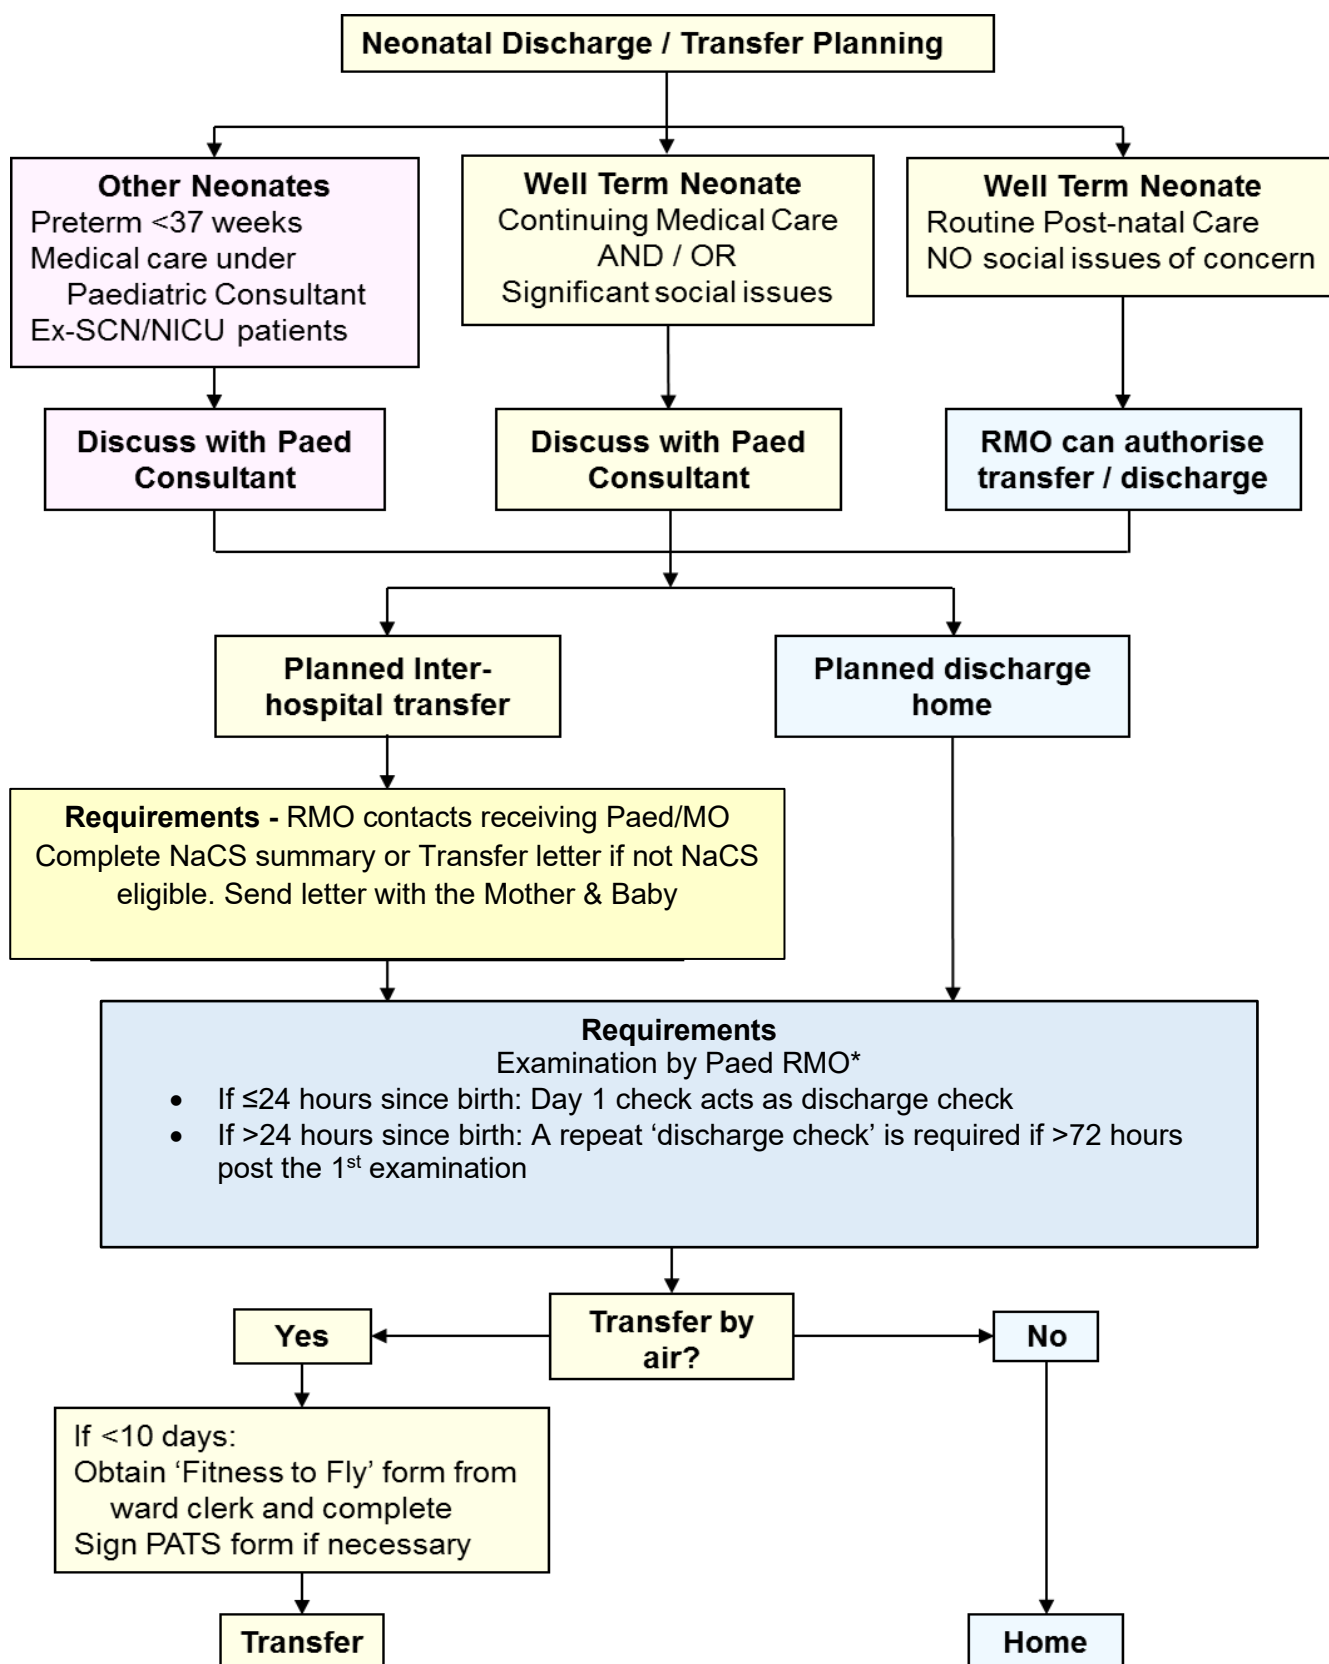 Neonatal Discharge / Transfer Planning
Other Neonates
Preterm <37 weeks
Medical care under
Paediatric Consultant
Ex-SCN/NICU patients
Well Term Neonate
Continuing Medical Care
AND / OR
Significant social issues
Well Term Neonate
Routine Post-natal Care
NO social issues of concern
Discuss with Paed
Consultant
Discuss with Paed
Consultant
RMO can authorise
transfer / discharge
Planned Inter-
hospital transfer
Planned discharge
home
Requirements - RMO contacts receiving Paed/MO
Complete NaCS summary or Transfer letter if not NaCS
eligible. Send letter with the Mother & Baby
Requirements
Examination by Paed RMO*
• If ≤24 hours since birth: Day 1 check acts as discharge check
• If >24 hours since birth: A repeat ‘discharge check’ is required if >72 hours
post the 1st examination
Transfer by
air?
Yes
No
If <10 days:
Obtain ‘Fitness to Fly’ form from
ward clerk and complete
Sign PATS form if necessary
Transfer
Home